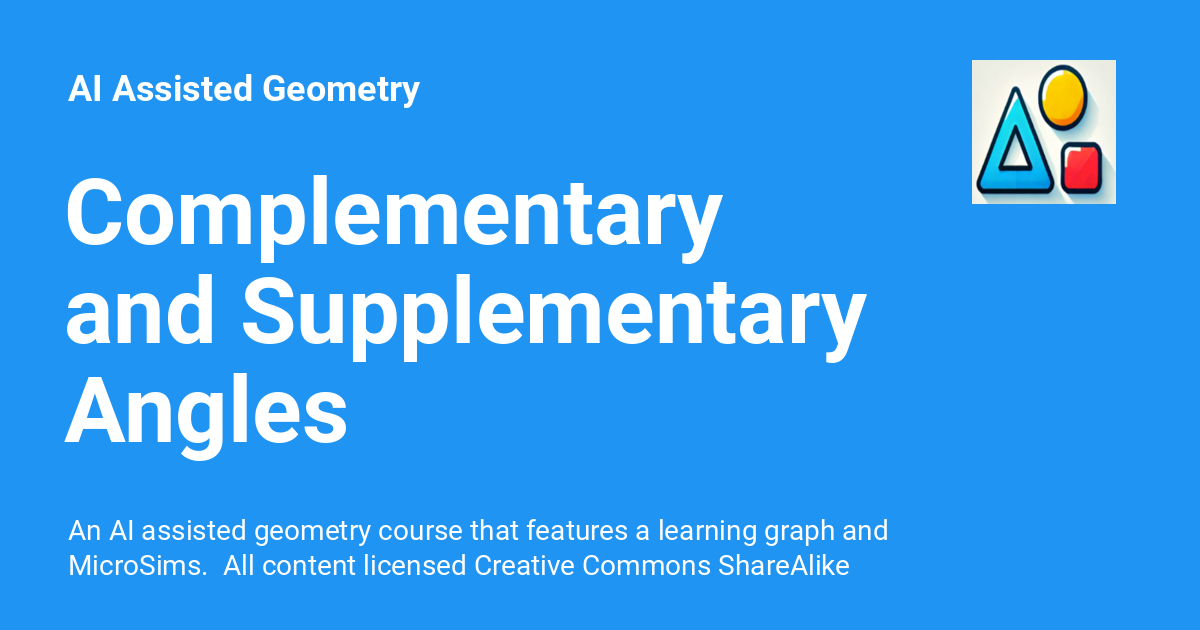 AI Assisted Geometry
Complementary
and Supplementary
Angles
An AI assisted geometry course that features a learning graph and
MicroSims.  All content licensed Creative Commons ShareAlike